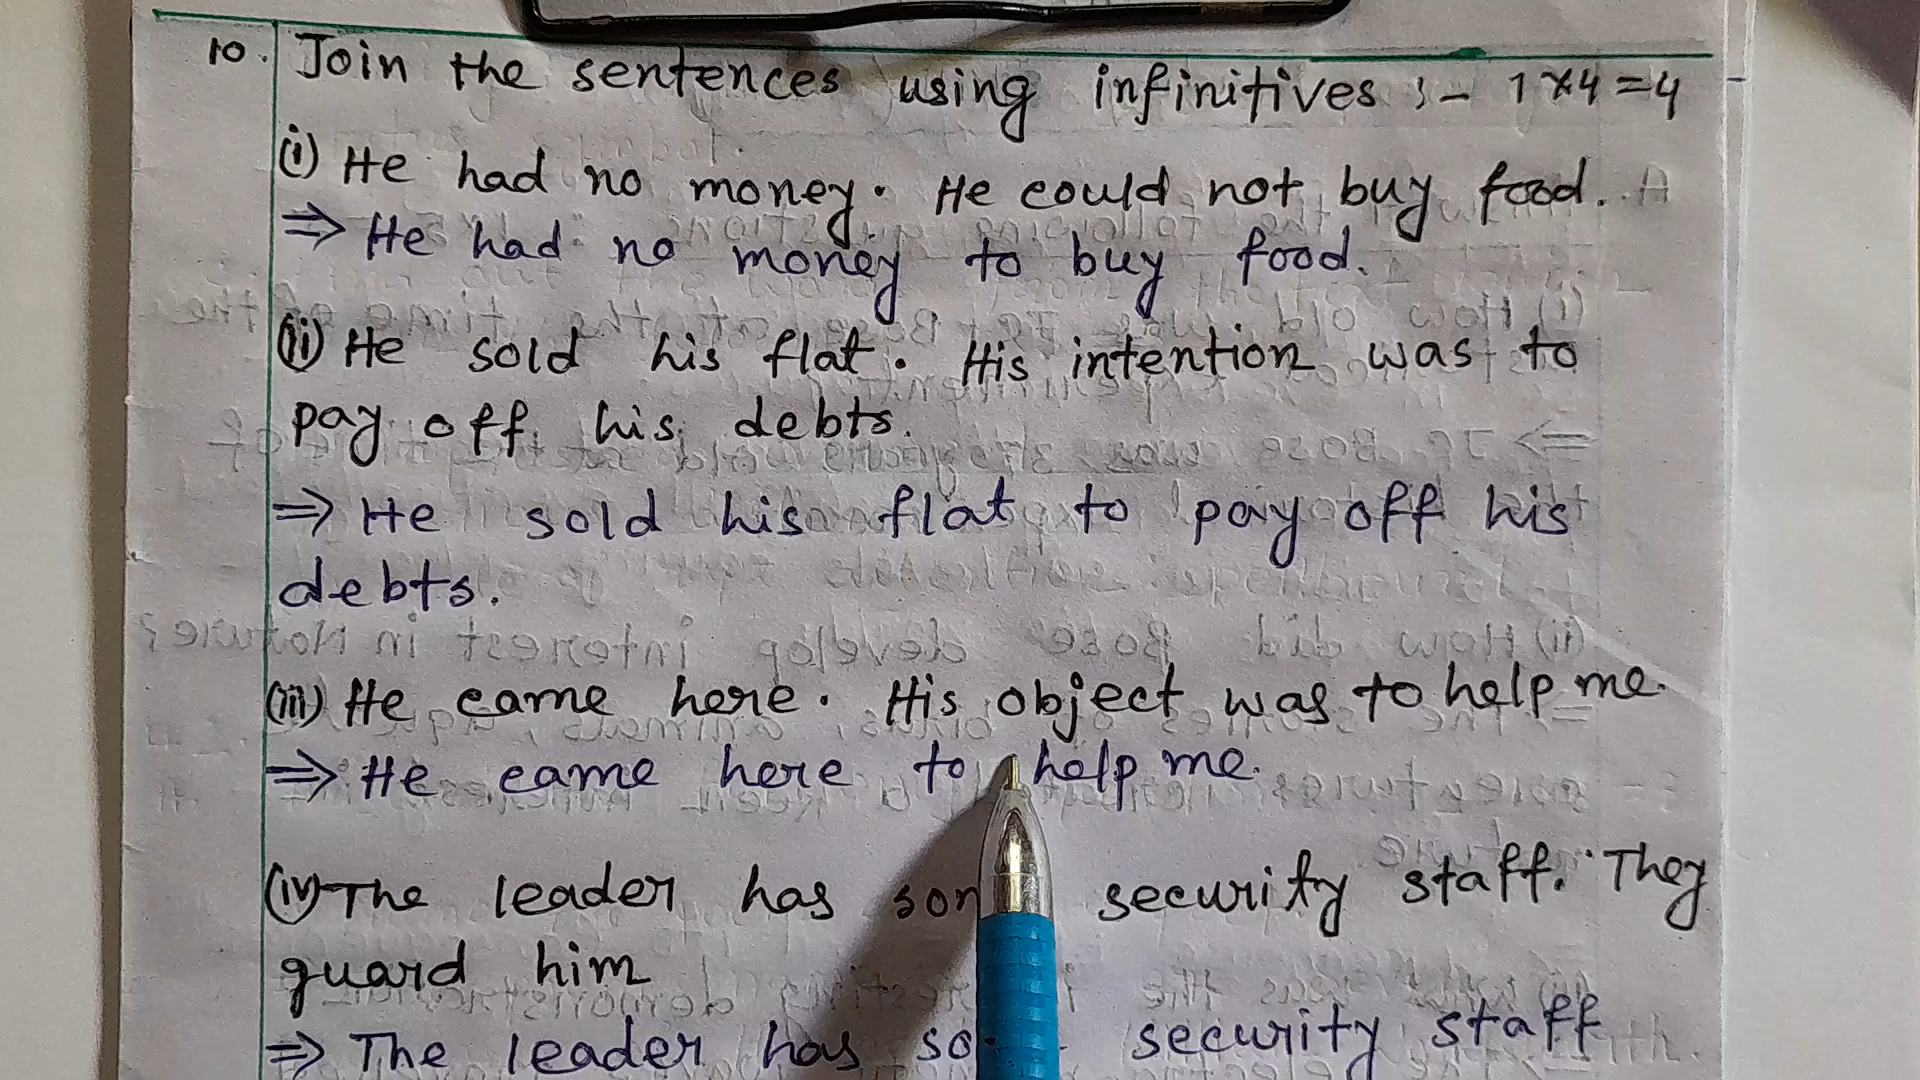 10. Join the sentences using infinitives :- 1×4=4
(i) He had no money. He could not buy food.
⇒ He had no money to buy food.
(ii) He sold his flat. His intention was to
pay off his debts.
⇒ He sold his flat to pay off his
debts.
(iii) He came here. His object was to help me.
⇒ He came here to help me.
(iv) The leader has security staff. They
guard him
⇒ The leader has security staff